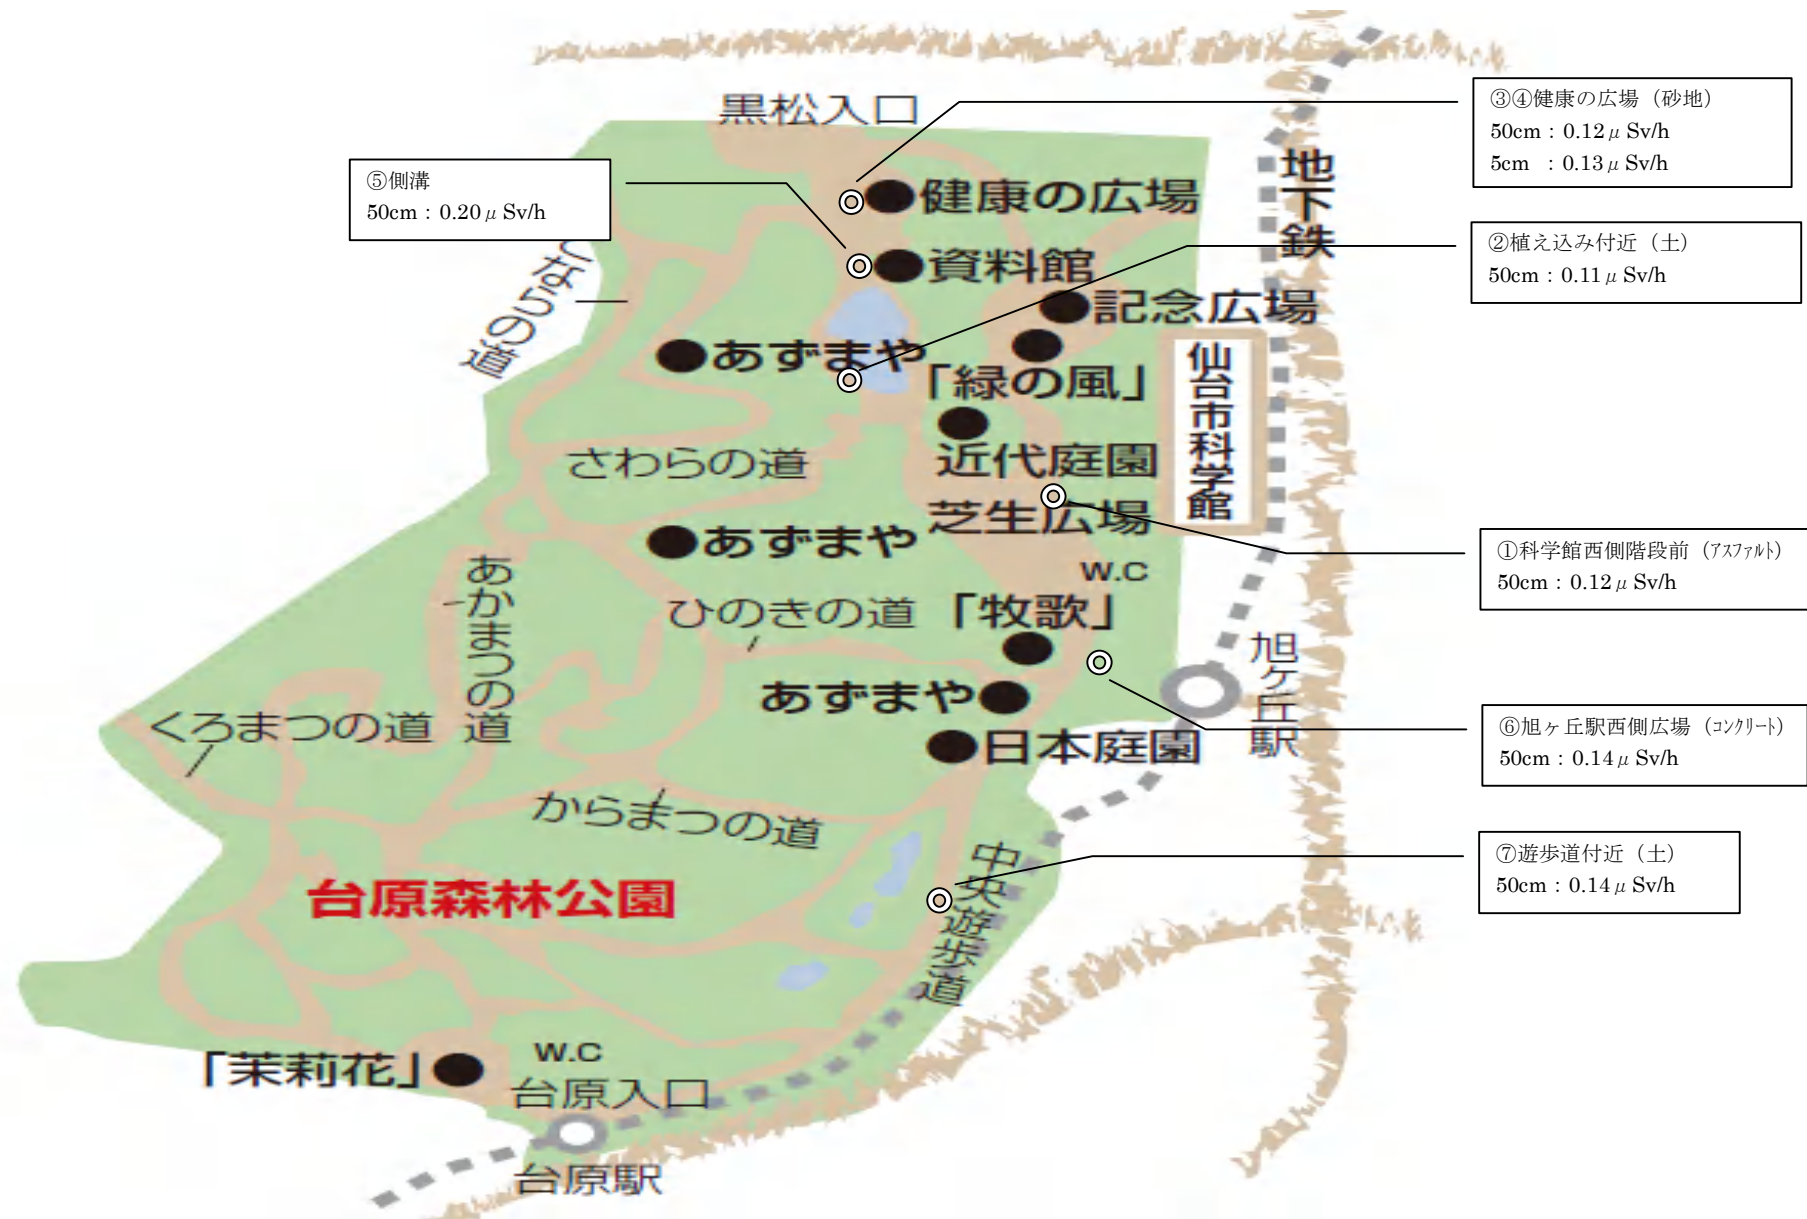 黒松入口
③④健康の広場（砂地）
50cm：0.12μSv/h
5cm ：0.13μSv/h
地下鉄
⑤側溝
50cm：0.20μSv/h
健康の広場
②植え込み付近（土）
50cm：0.11μSv/h
資料館
ならの道
記念広場
あずまや
「緑の風」
仙台市科学館
近代庭園
さわらの道
芝生広場
あずまや
①科学館西側階段前（ｱｽﾌｧﾙﾄ）
50cm：0.12μSv/h
W.C
あかまつの道
ひのきの道
「牧歌」
旭ヶ丘駅
あずまや
くろまつの道
日本庭園
⑥旭ヶ丘駅西側広場（ｺﾝｸﾘｰﾄ）
50cm：0.14μSv/h
からまつの道
中央遊歩道
⑦遊歩道付近（土）
50cm：0.14μSv/h
台原森林公園
「茉莉花」
W.C
台原入口
台原駅